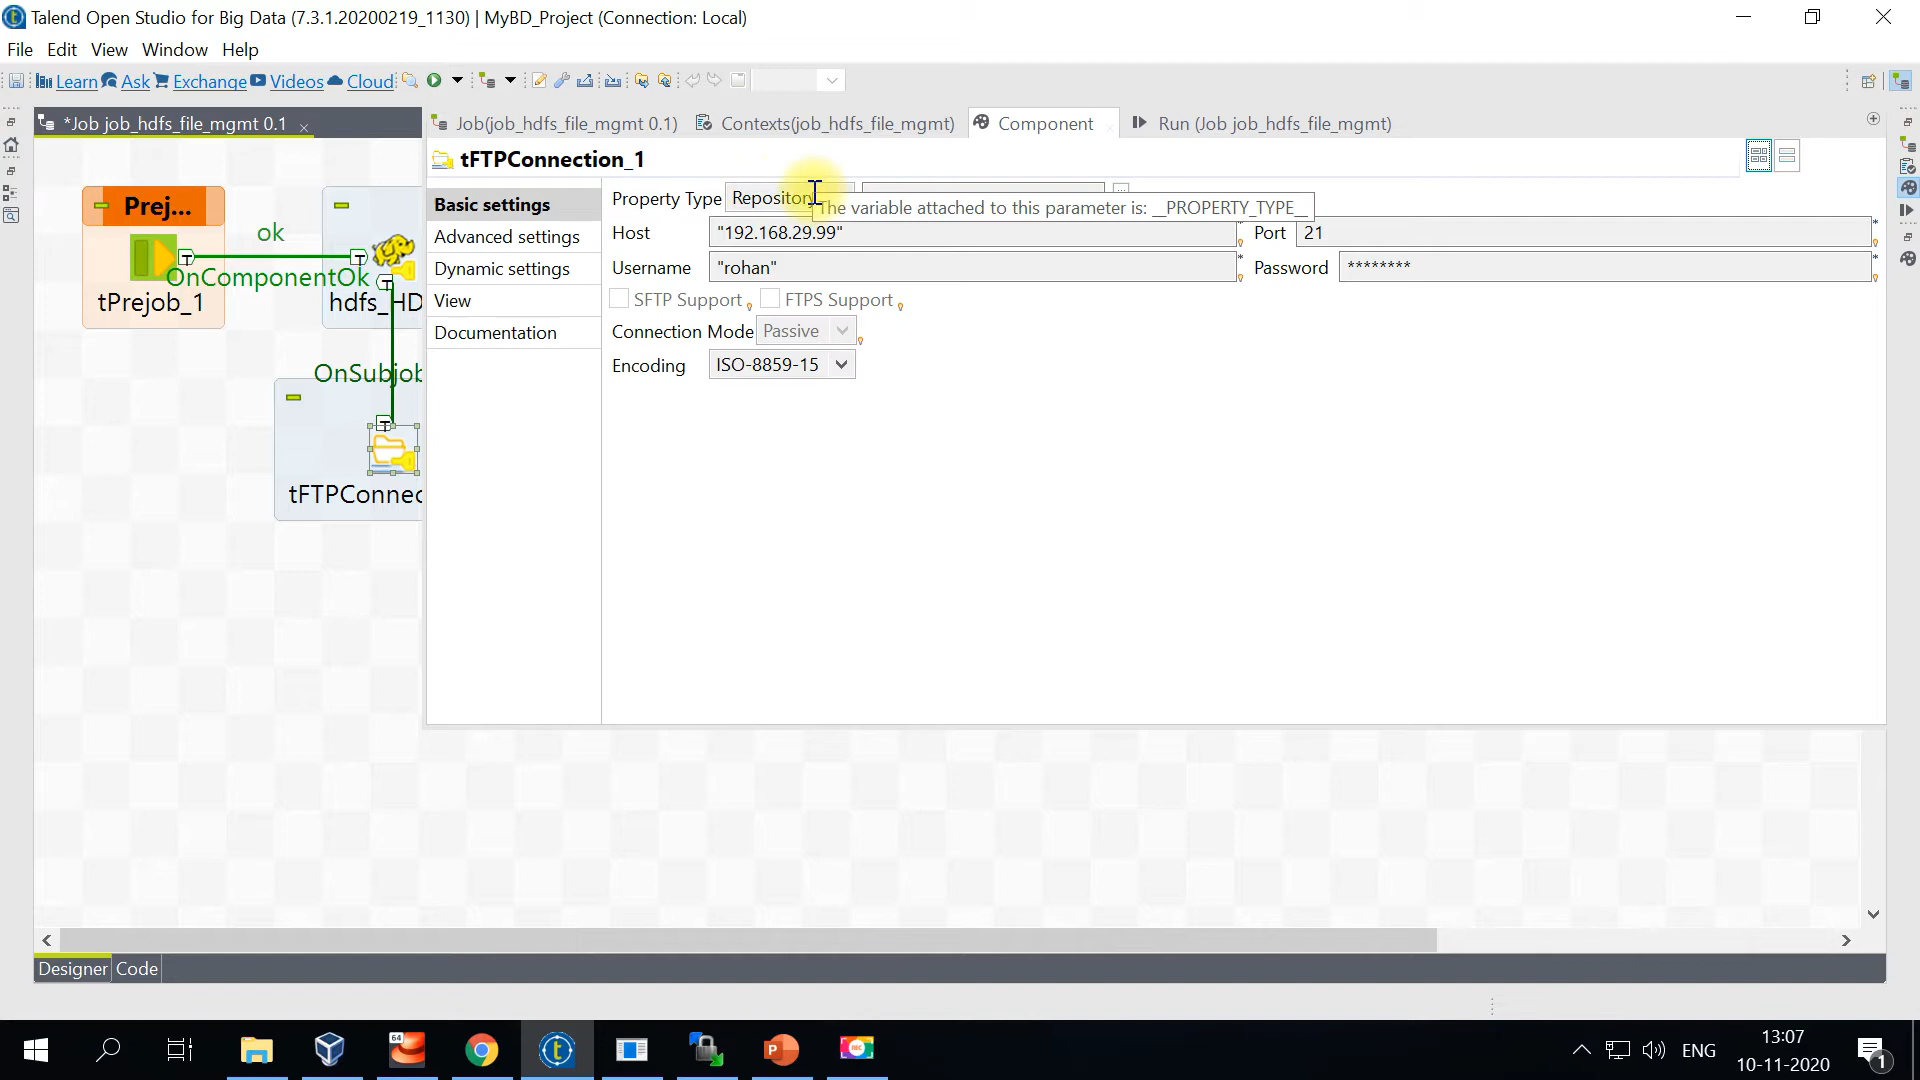 Talend Open Studio for Big Data (7.3.1.20200219_1130) | MyBD_Project (Connection: Local)
File Edit View Window Help
Learn Ask Exchange Videos Cloud
*Job job_hdfs_file_mgmt 0.1
Job(job_hdfs_file_mgmt 0.1) Contexts(job_hdfs_file_mgmt) Component Run (Job job_hdfs_file_mgmt)
tFTPConnection_1
Basic settings
Advanced settings
Dynamic settings
View
Documentation
Property Type Repository ...
The variable attached to this parameter is: __PROPERTY_TYPE__
Host "192.168.29.99" * Port 21 *
Username "rohan" * Password ******** *
SFTP Support FTPS Support
Connection Mode Passive
Encoding ISO-8859-15
Prej...
ok
OnComponentOk
tPrejob_1
hdfs_HD
OnSubjob
tFTPConnec
Designer Code
64
REC
ENG
13:07
10-11-2020
1